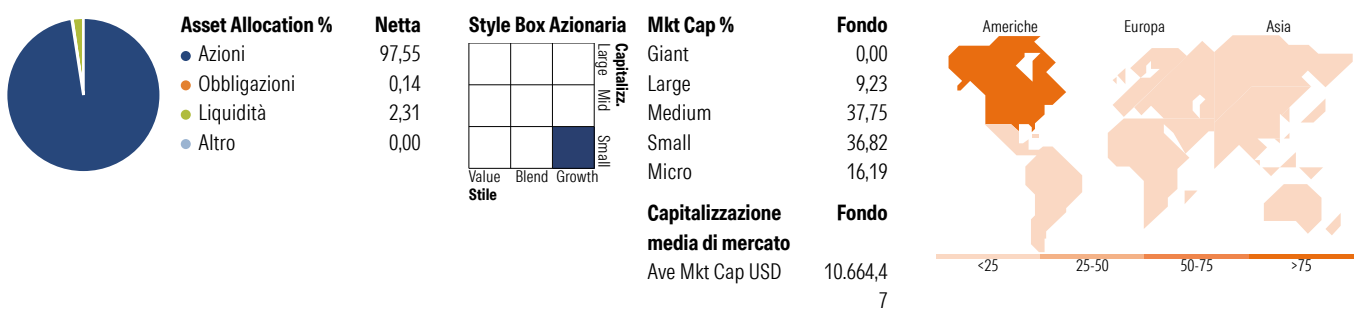 Asset Allocation % Netta
Azioni 97,55
Obbligazioni 0,14
Liquidità 2,31
Altro 0,00
Style Box Azionaria
Capitalizz.
Large
Mid
Small
Value Blend Growth
Stile
Mkt Cap % Fondo
Giant 0,00
Large 9,23
Medium 37,75
Small 36,82
Micro 16,19
Capitalizzazione Fondo
media di mercato
Ave Mkt Cap USD 10.664,4
7
Americhe Europa Asia
<25 25-50 50-75 >75